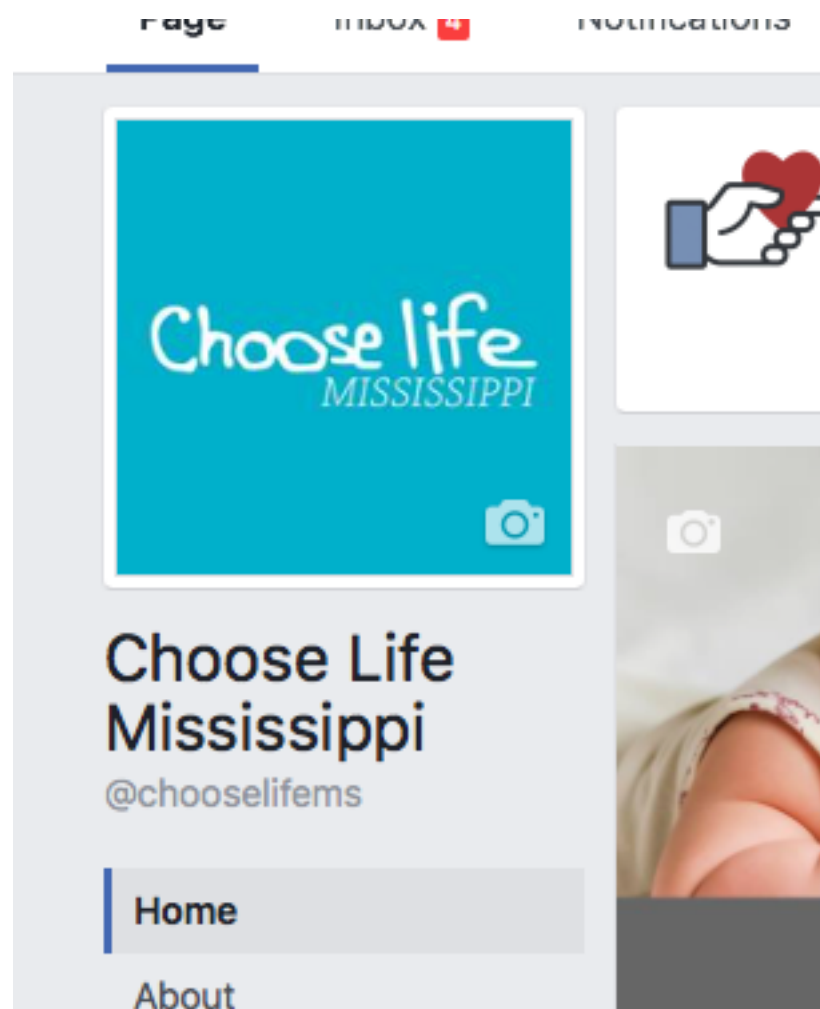 Page Inbox 4 Notifications
Choose life
MISSISSIPPI
Choose Life
Mississippi
@chooselifems
Home
About